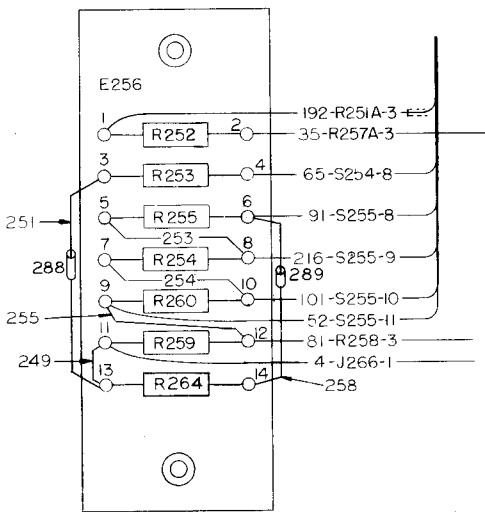 E256
1 192-R251A-3
R252 2 35-R257A-3
3 R253 4 65-S254-8
5 R255 6 91-S255-8
251 253
7 R254 8 216-S255-9
288 254 289
9 R260 10 101-S255-10
255 52-S255-11
11 R259 12 81-R258-3
249 4-J266-1
13 R264 14 258